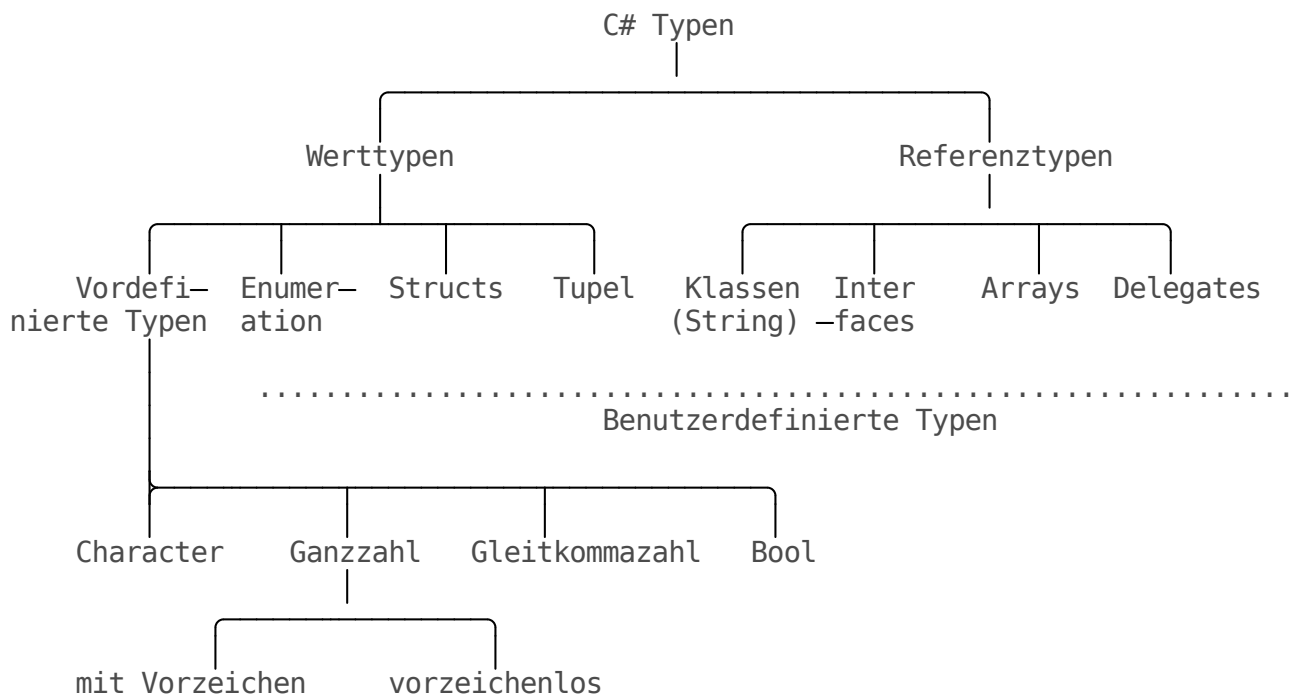 C# Typen
Werttypen Referenztypen
Vordefi– Enumer– Structs Tupel Klassen Inter Arrays Delegates
nierte Typen ation (String) –faces
................................................................
Benutzerdefinierte Typen
Character Ganzzahl Gleitkommazahl Bool
mit Vorzeichen vorzeichenlos